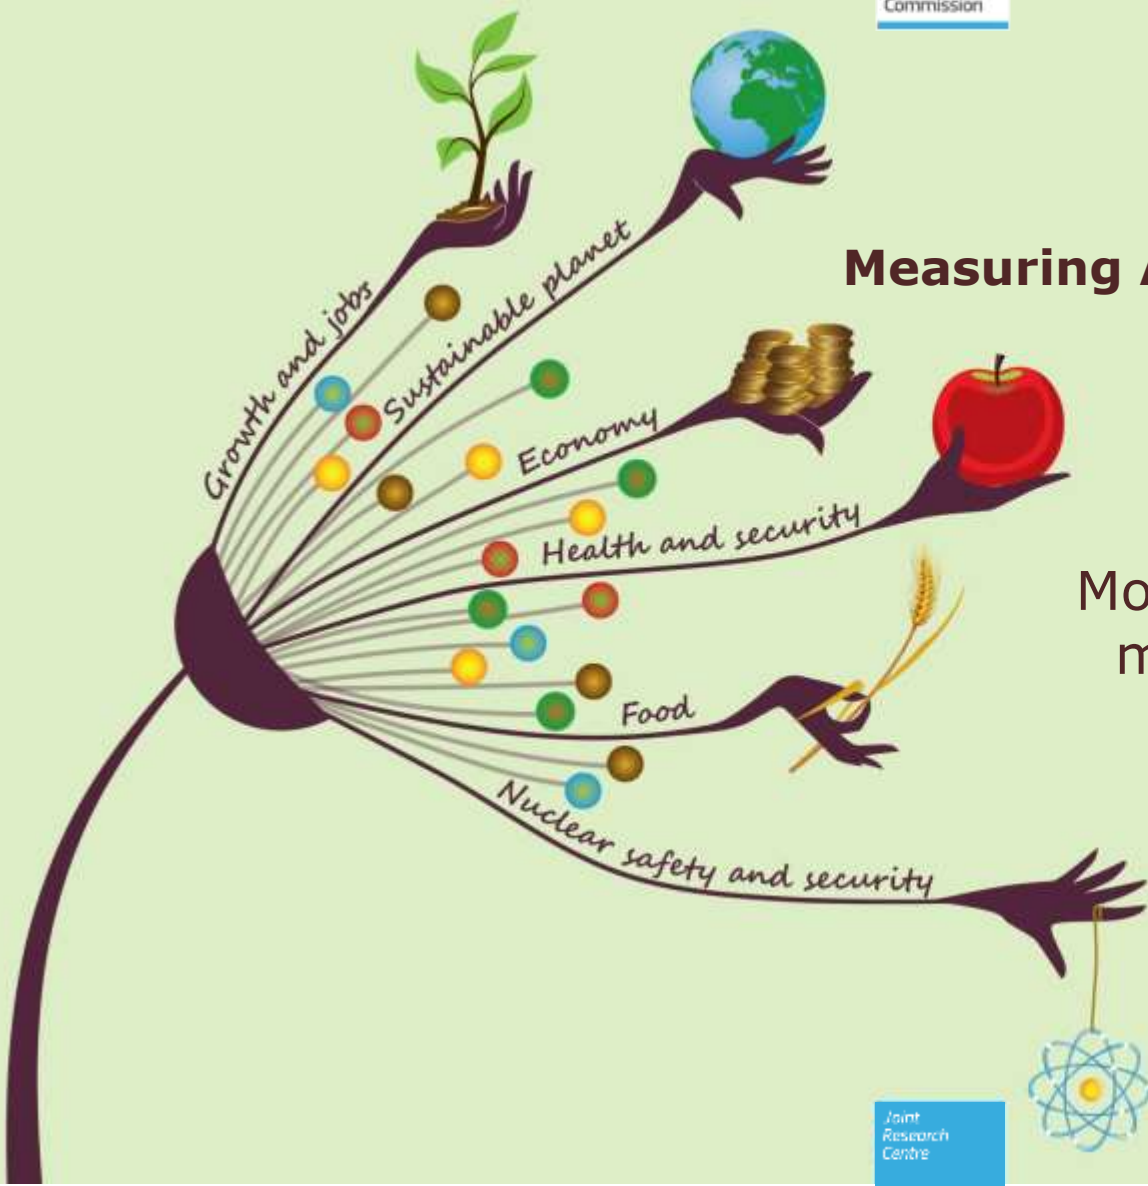 Commission
Measuring A
Growth and jobs
Sustainable planet
Economy
Health and security
Mo
m
Food
Nuclear safety and security
Joint
Research
Centre